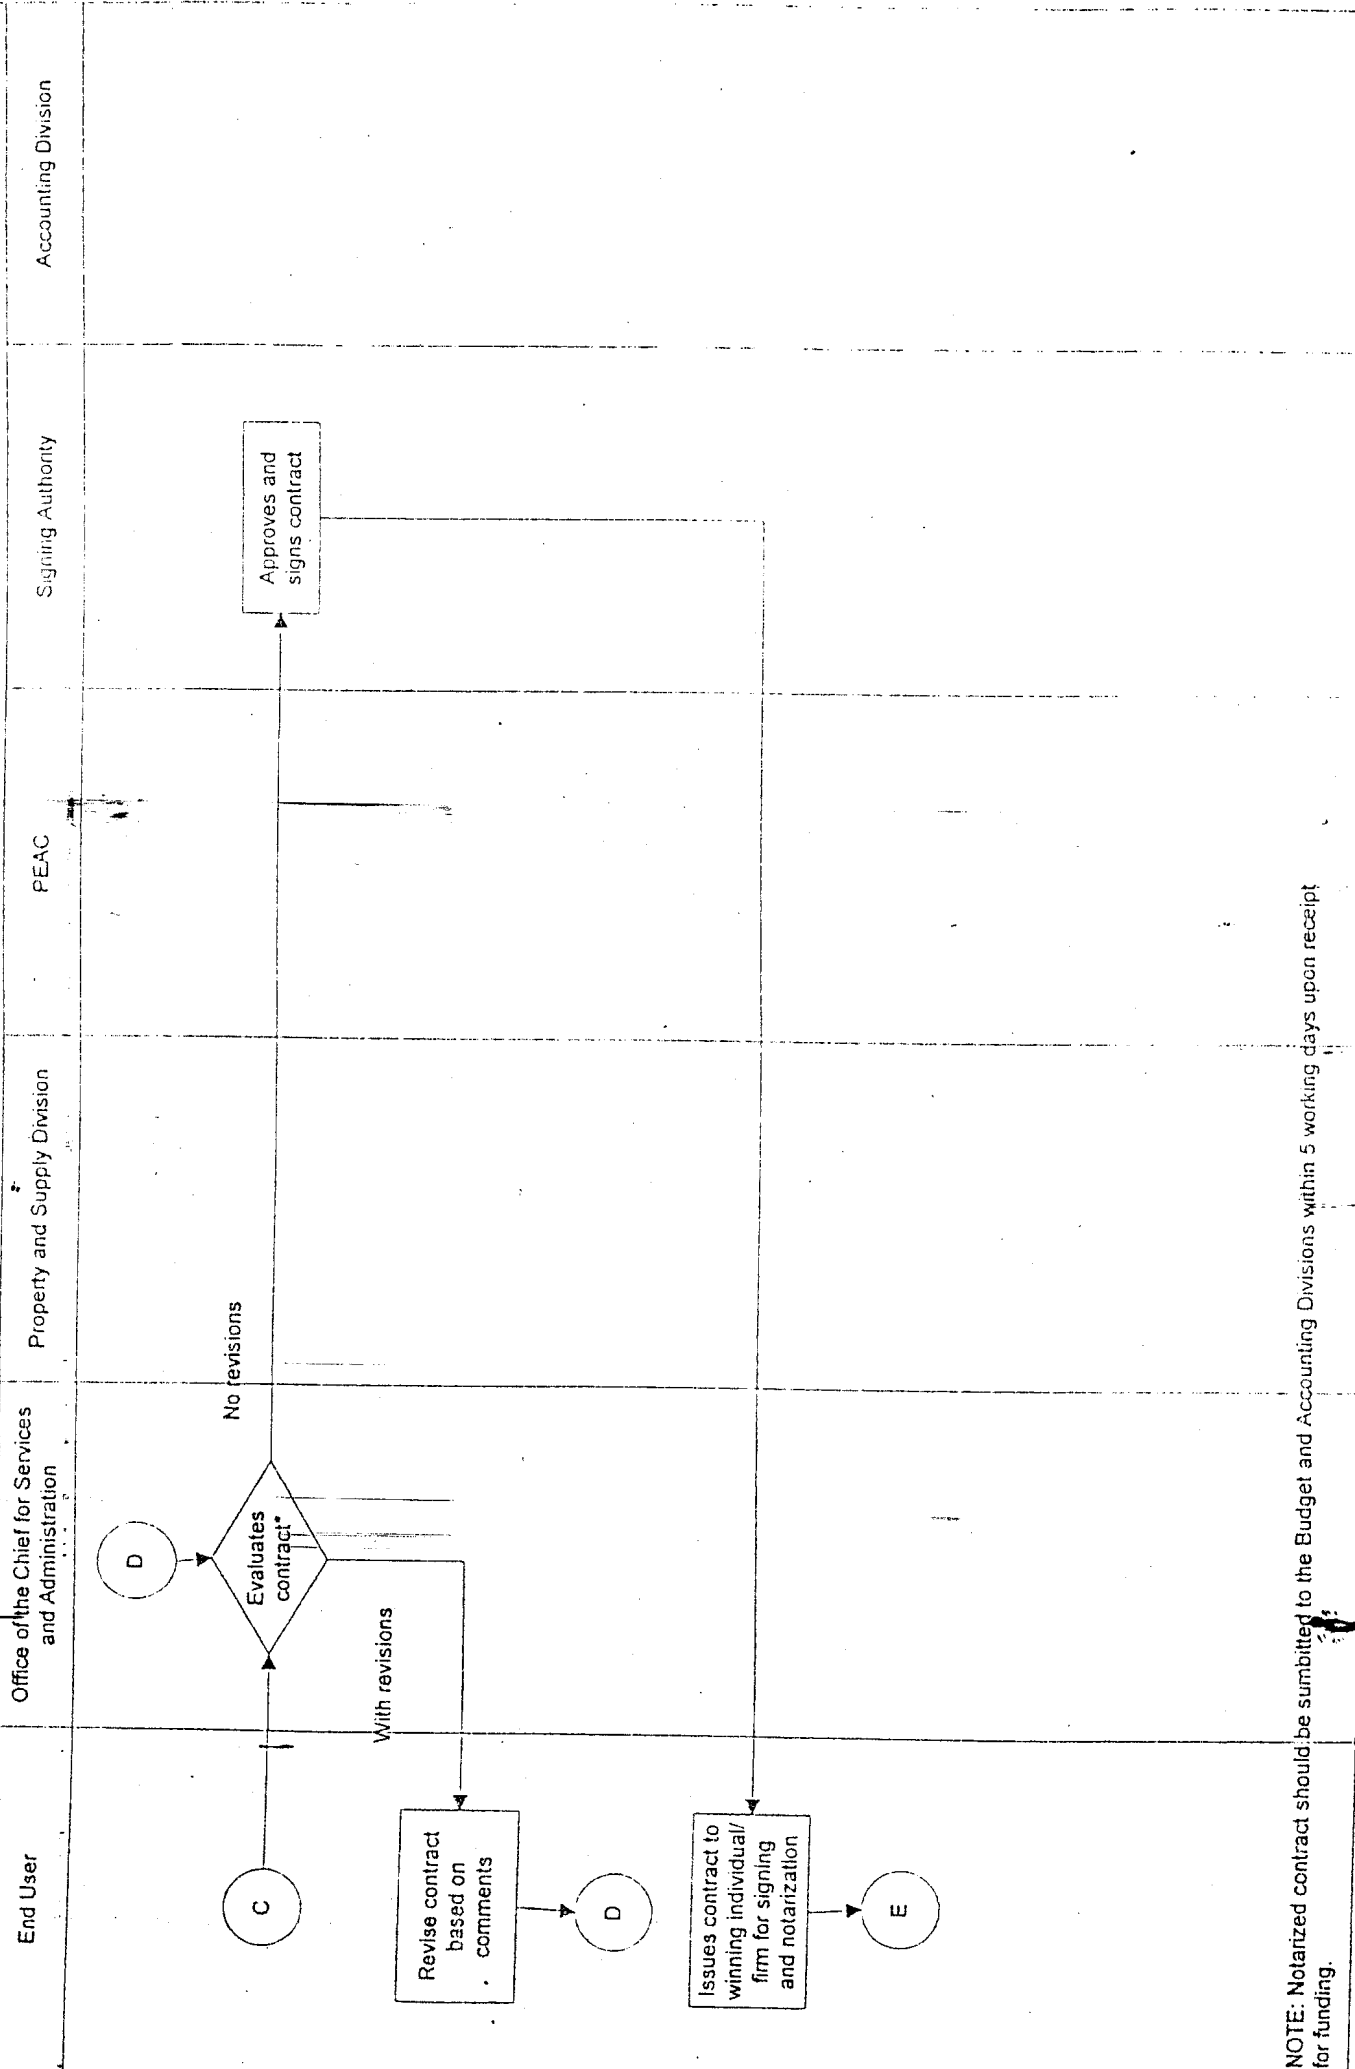 End User
Office of the Chief for Services
and Administration
Property and Supply Division
PEAC
Signing Authority
Accounting Division
D
C
Evaluates
contract*
No revisions
Approves and
signs contract
With revisions
Revise contract
based on
comments
D
Issues contract to
winning individual/
firm for signing
and notarization
E
NOTE: Notarized contract should be sumbitted to the Budget and Accounting Divisions within 5 working days upon receipt
for funding.